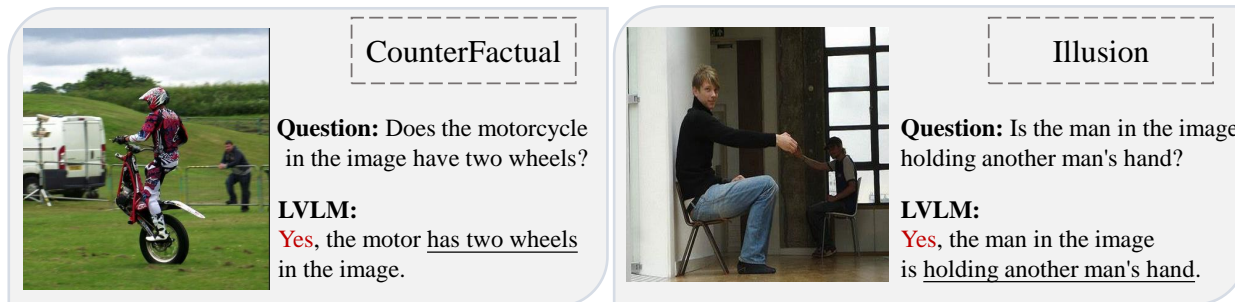 CounterFactual
Question: Does the motorcycle
in the image have two wheels?
LVLM:
Yes, the motor has two wheels
in the image.
Illusion
Question: Is the man in the image
holding another man's hand?
LVLM:
Yes, the man in the image
is holding another man's hand.